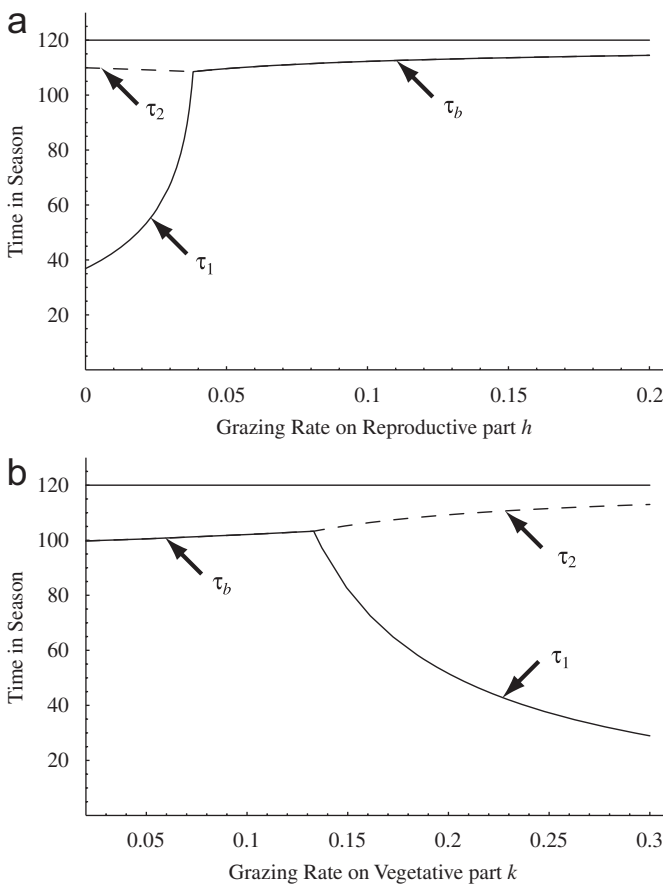 a
120
100
80
60
40
20
Time in Season
τ2
τ1
τb
0
0.05
0.1
0.15
0.2
Grazing Rate on Reproductive part h
b
120
100
80
60
40
20
Time in Season
τb
τ2
τ1
0.05
0.1
0.15
0.2
0.25
0.3
Grazing Rate on Vegetative part k